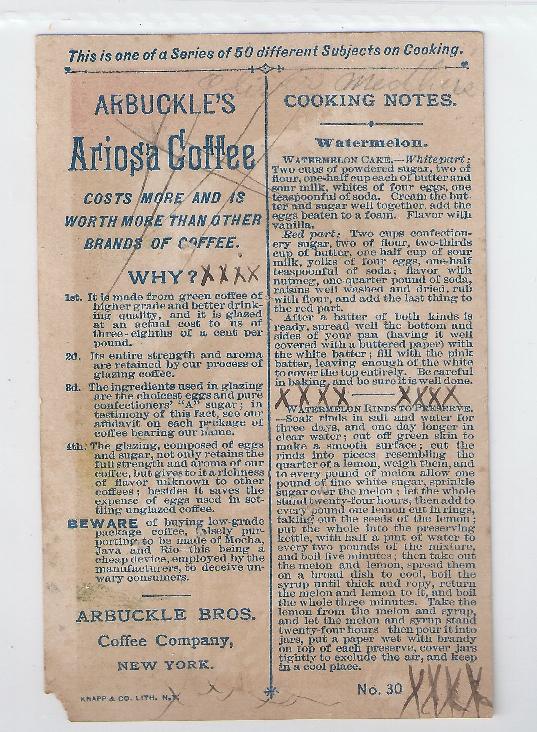 This is one of a Series of 50 different Subjects on Cooking.
ARBUCKLE'S
Ariosa Coffee
COSTS MORE AND IS
WORTH MORE THAN OTHER
BRANDS OF COFFEE.
WHY? XXXX
1st. It is made from green coffee of
higher grade and better drink-
ing quality, and it is glazed
at an actual cost to us of
three-eighths of a cent per
pound.
2d. Its entire strength and aroma
are retained by our process of
glazing coffee.
3d. The ingredients used in glazing
are the choicest eggs and pure
confectioners' "A" sugar; in
testimony of this fact, see our
affidavit on each package of
coffee bearing our name.
4th. The glazing, composed of eggs
and sugar, not only retains the
full strength and aroma of our
coffee, but gives to it a richness
of flavor unknown to other
coffees; besides it saves the
expense of eggs used in set-
tling unglazed coffee.
BEWARE of buying low-grade
package coffee, falsely pur-
porting to be made of Mocha,
Java and Rio this being a
cheap device, employed by the
manufacturers, to deceive un-
wary consumers.
ARBUCKLE BROS.
Coffee Company,
NEW YORK.
KNAPP & CO. LITH. N.Y.
COOKING NOTES.
Watermelon.
WATERMELON CAKE.—White part:
Two cups of powdered sugar, two of
flour, one-half cup each of butter and
sour milk, whites of four eggs, one
teaspoonful of soda. Cream the but-
ter and sugar well together, add the
eggs beaten to a foam. Flavor with
vanilla.
Red part: Two cups confection-
ery sugar, two of flour, two-thirds
cup of butter, one half cup of sour
milk, yolks of four eggs, one-half
teaspoonful of soda; flavor with
nutmeg, one quarter pound of soda,
raisins well washed and dried, rub
with flour, and add the last thing to
the red part.
After a batter of both kinds is
ready, spread well the bottom and
sides of your pan (having it well
covered with a buttered paper) with
the white batter; fill with the pink
batter, leaving enough of the white
to cover the top entirely. Be careful
in baking, and be sure it is well done.
XXXX XXXX
WATERMELON RINDS TO PRESERVE.
—Soak rinds in salt and water for
three days, and one day longer in
clear water; cut off green skin to
make a smooth surface; cut the
rinds into pieces resembling the
quarter of a lemon, weigh them, and
to every pound of melon allow one
pound of fine white sugar, sprinkle
sugar over the melon; let the whole
stand twenty-four hours, then add to
every pound one lemon cut in rings,
taking out the seeds of the lemon;
put the whole into the preserving
kettle, with half a pint of water to
every two pounds of the mixture,
and boil five minutes; then take out
the melon and lemon, spread them
on a broad dish to cool, boil the
syrup until thick and ropy, return
the melon and lemon to it, and boil
the whole three minutes. Take the
lemon from the melon and syrup,
and let the melon and syrup stand
twenty-four hours then pour it into
jars, put a paper wet with brandy
on top of each preserve, cover jars
tightly to exclude the air, and keep
in a cool place.
No. 30 XXXX